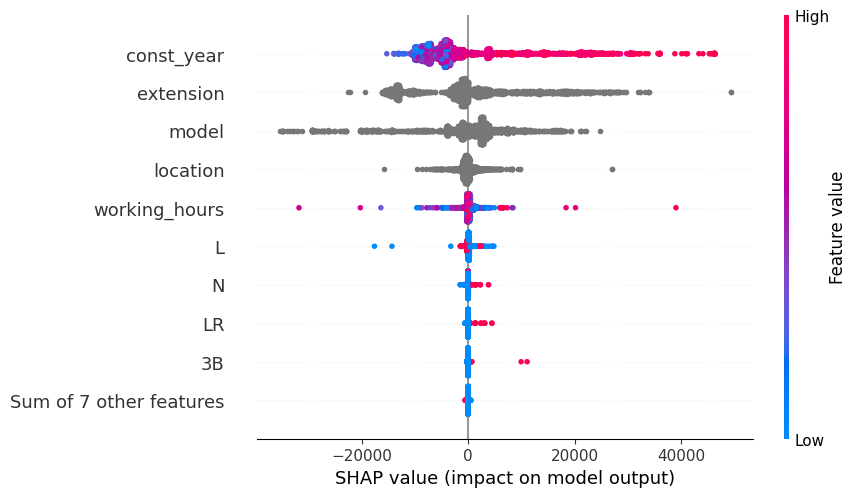 High
const_year
extension
model
location
working_hours
L
N
LR
3B
Sum of 7 other features
Feature value
Low
−20000 0 20000 40000
SHAP value (impact on model output)